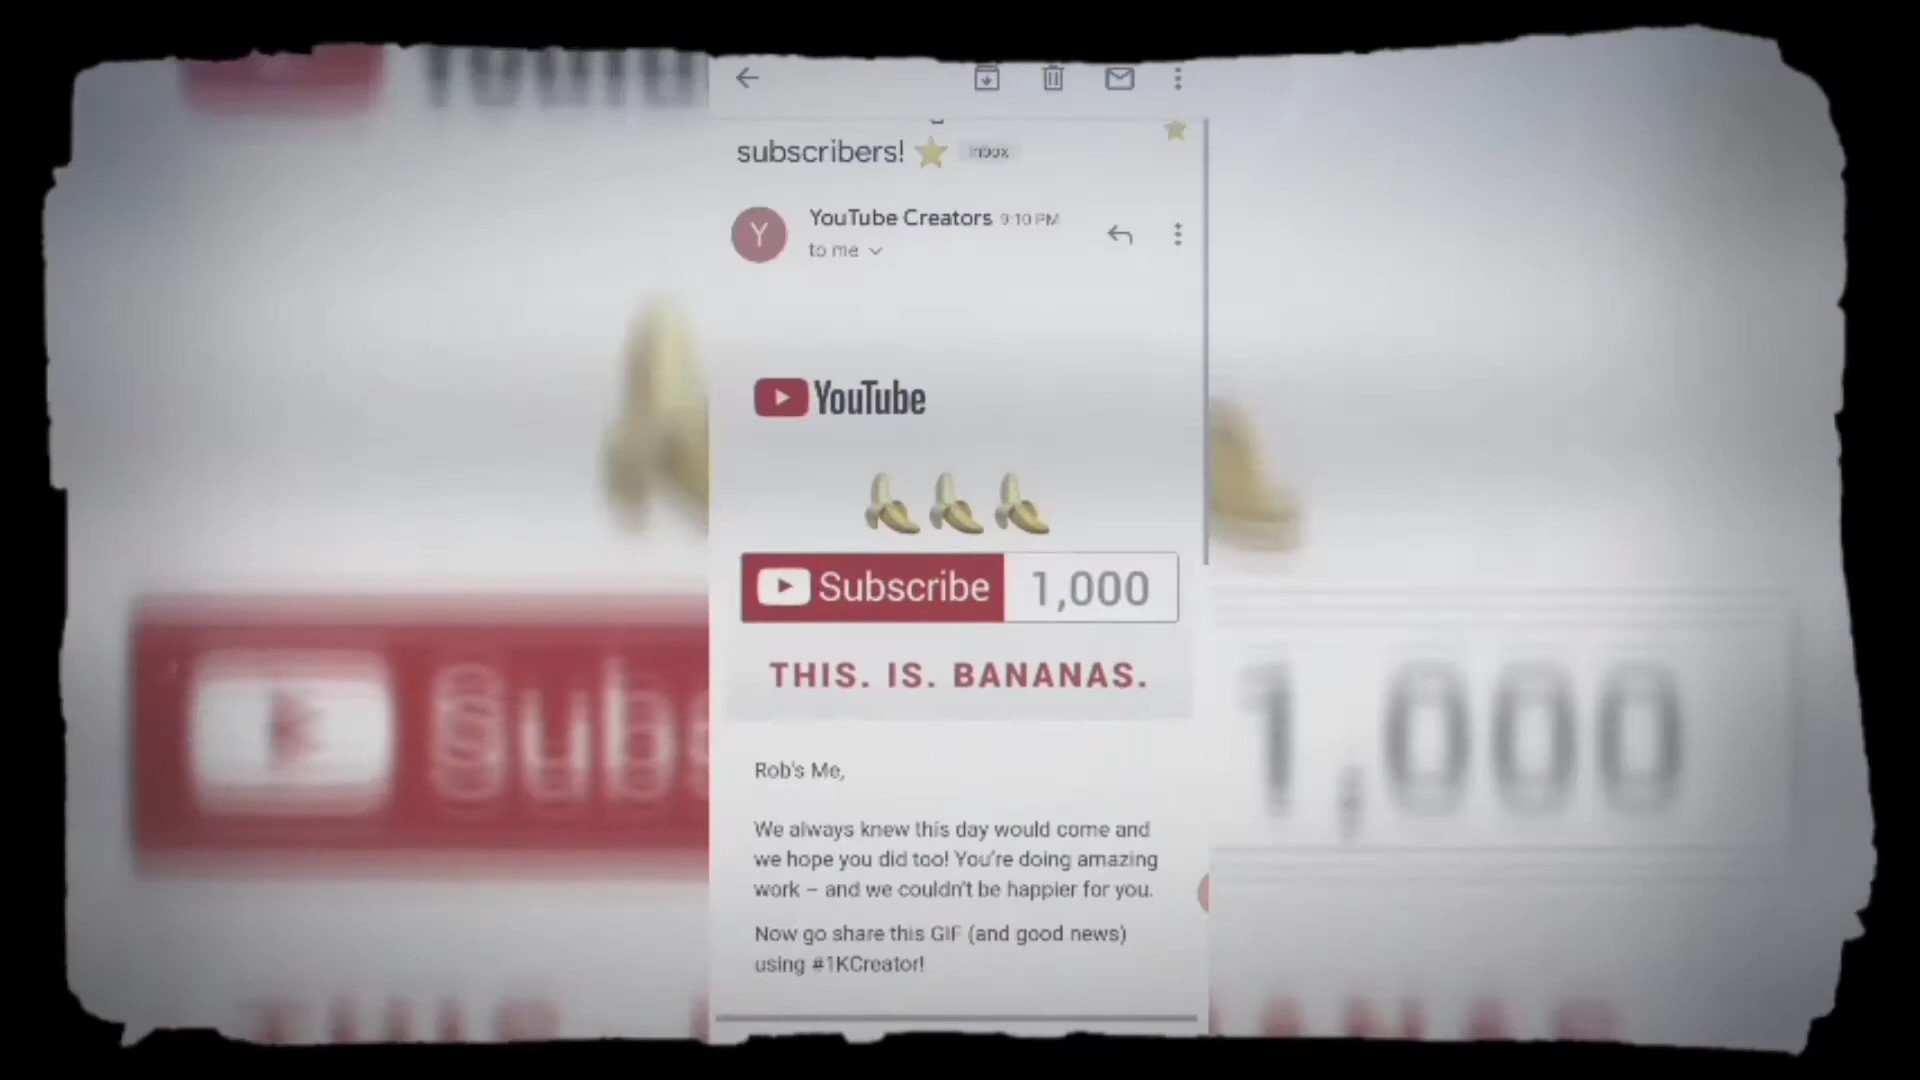 subscribers! Inbox
YouTube Creators 9:10 PM
Y
to me
YouTube
Subscribe 1,000
THIS. IS. BANANAS.
Rob's Me,
We always knew this day would come and
we hope you did too! You're doing amazing
work – and we couldn't be happier for you.
Now go share this GIF (and good news)
using #1KCreator!
1,000